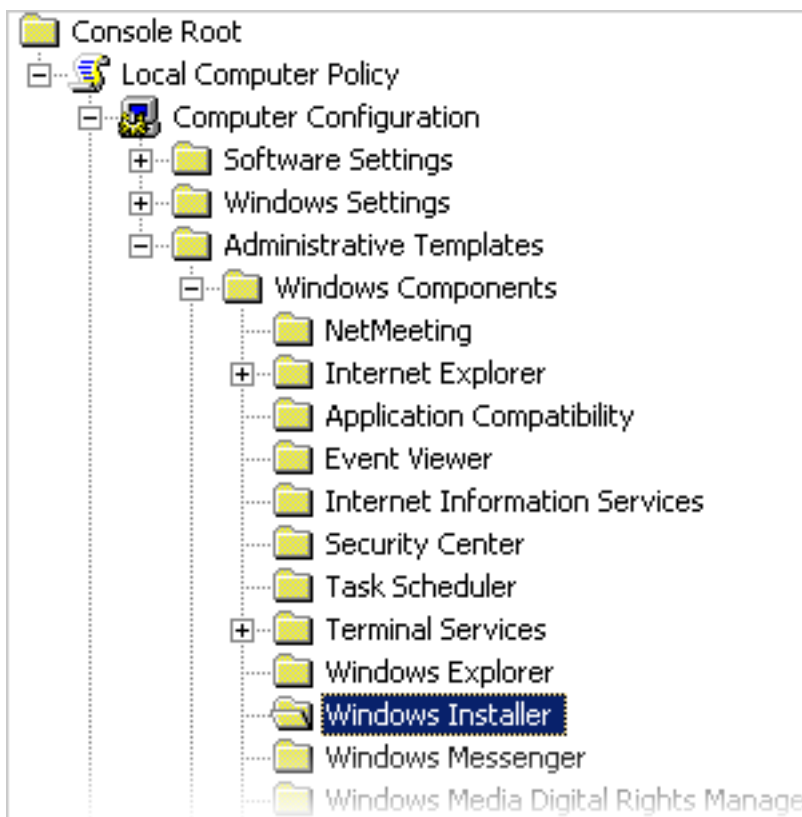 Console Root
Local Computer Policy
Computer Configuration
Software Settings
Windows Settings
Administrative Templates
Windows Components
NetMeeting
Internet Explorer
Application Compatibility
Event Viewer
Internet Information Services
Security Center
Task Scheduler
Terminal Services
Windows Explorer
Windows Installer
Windows Messenger
Windows Media Digital Rights Manage